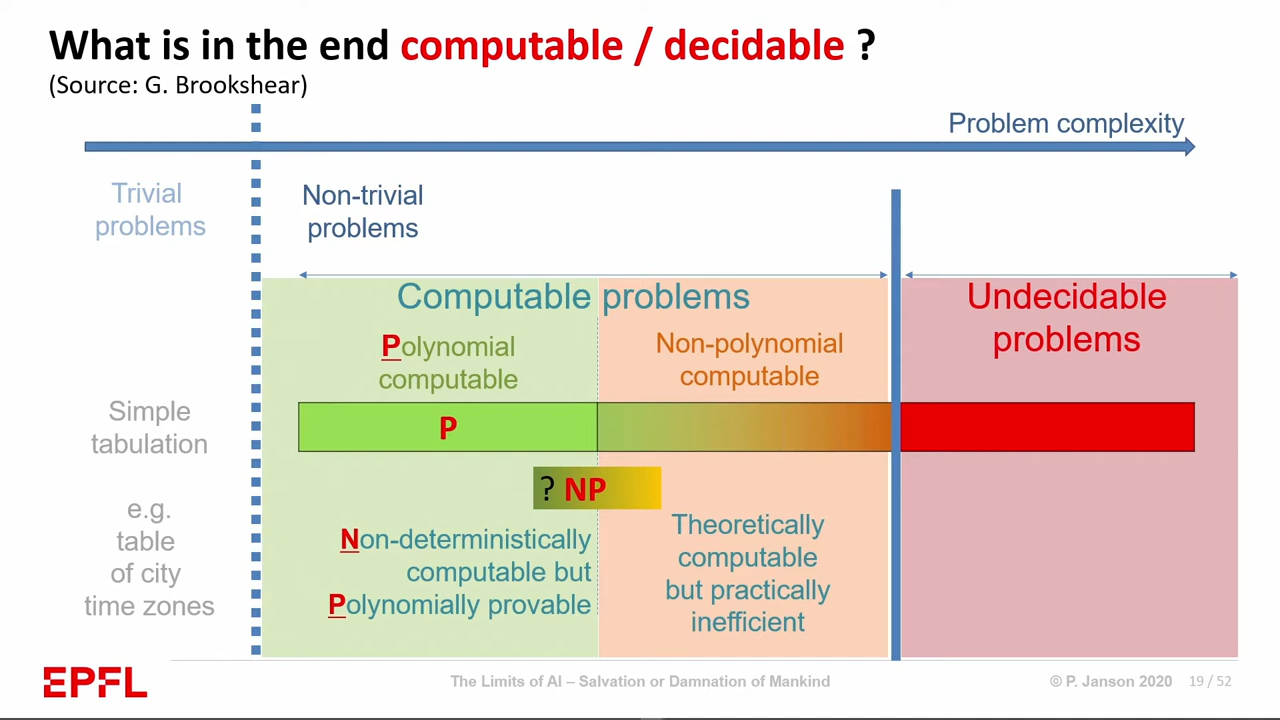 What is in the end computable / decidable ?
(Source: G. Brookshear)
Problem complexity
Trivial
problems
Non-trivial
problems
Computable problems
Undecidable
problems
Polynomial
computable
Non-polynomial
computable
Simple
tabulation
P
? NP
e.g.
table
of city
time zones
Non-deterministically
computable but
Polynomially provable
Theoretically
computable
but practically
inefficient
EPFL
The Limits of AI – Salvation or Damnation of Mankind
© P. Janson 2020
19 / 52